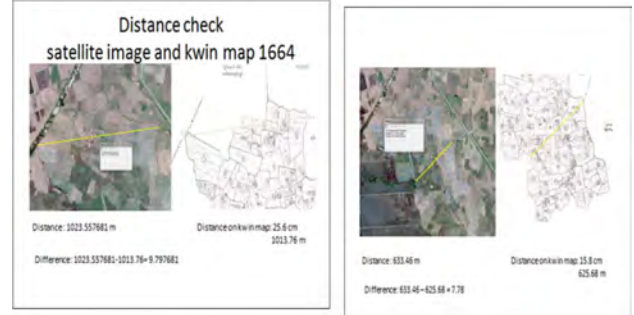 Distance check
satellite image and kwin map 1664
Distance: 1023.557681 m
Distance on kwin map: 25.6 cm
1013.76 m
Difference: 1023.557681-1013.76= 9.797681
Distance: 633.46 m
Distance on kwin map: 15.8 cm
625.68 m
Difference: 633.46 – 625.68 = 7.78